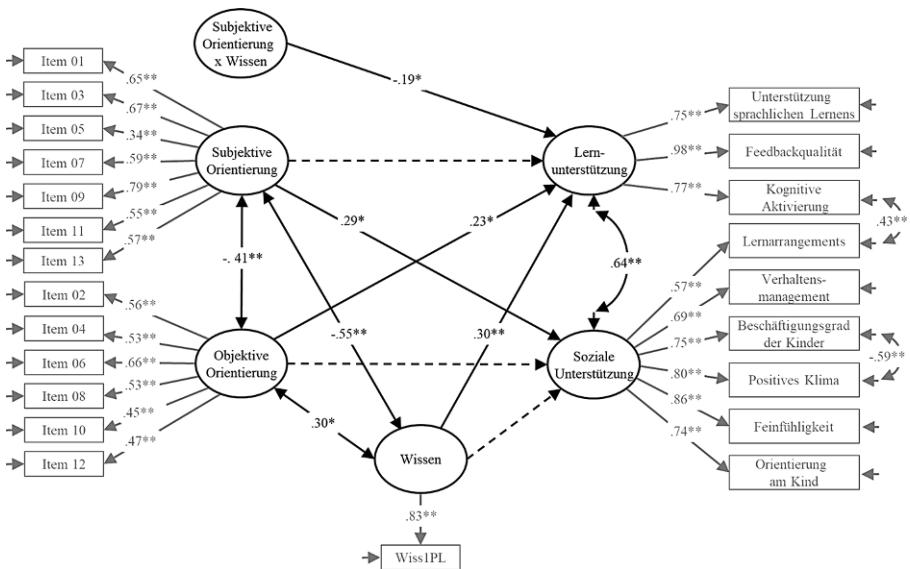 Subjektive
Orientierung
x Wissen
Item 01
Item 03
Item 05
Item 07
Item 09
Item 11
Item 13
Item 02
Item 04
Item 06
Item 08
Item 10
Item 12
.65**
.67**
.34**
.59**
.79**
.55**
.57**
.56**
.53**
.66**
.53**
.45**
.47**
Subjektive
Orientierung
Objektive
Orientierung
Wissen
-.19*
.29*
.23*
-. 41**
-.55**
.30**
.30*
.64**
.83**
Wiss1PL
Lern-
unterstützung
Soziale
Unterstützung
.75**
.98**
.77**
.57**
.69**
.75**
.80**
.86**
.74**
Unterstützung
sprachlichen Lernens
Feedbackqualität
Kognitive
Aktivierung
Lernarrangements
Verhaltens-
management
Beschäftigungsgrad
der Kinder
Positives Klima
Feinfühligkeit
Orientierung
am Kind
.43**
-.59**